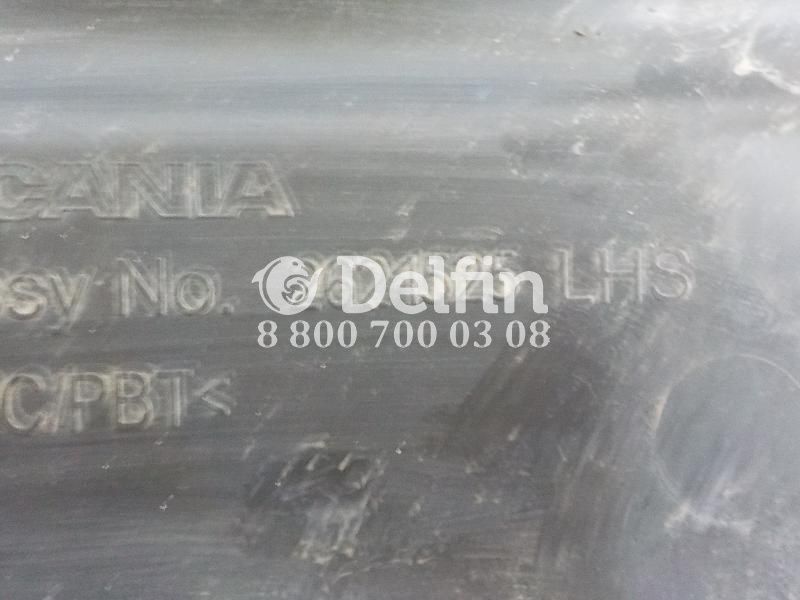 CANIA
sy No. LHS
Delfin
8 800 700 03 08
C/PBT<